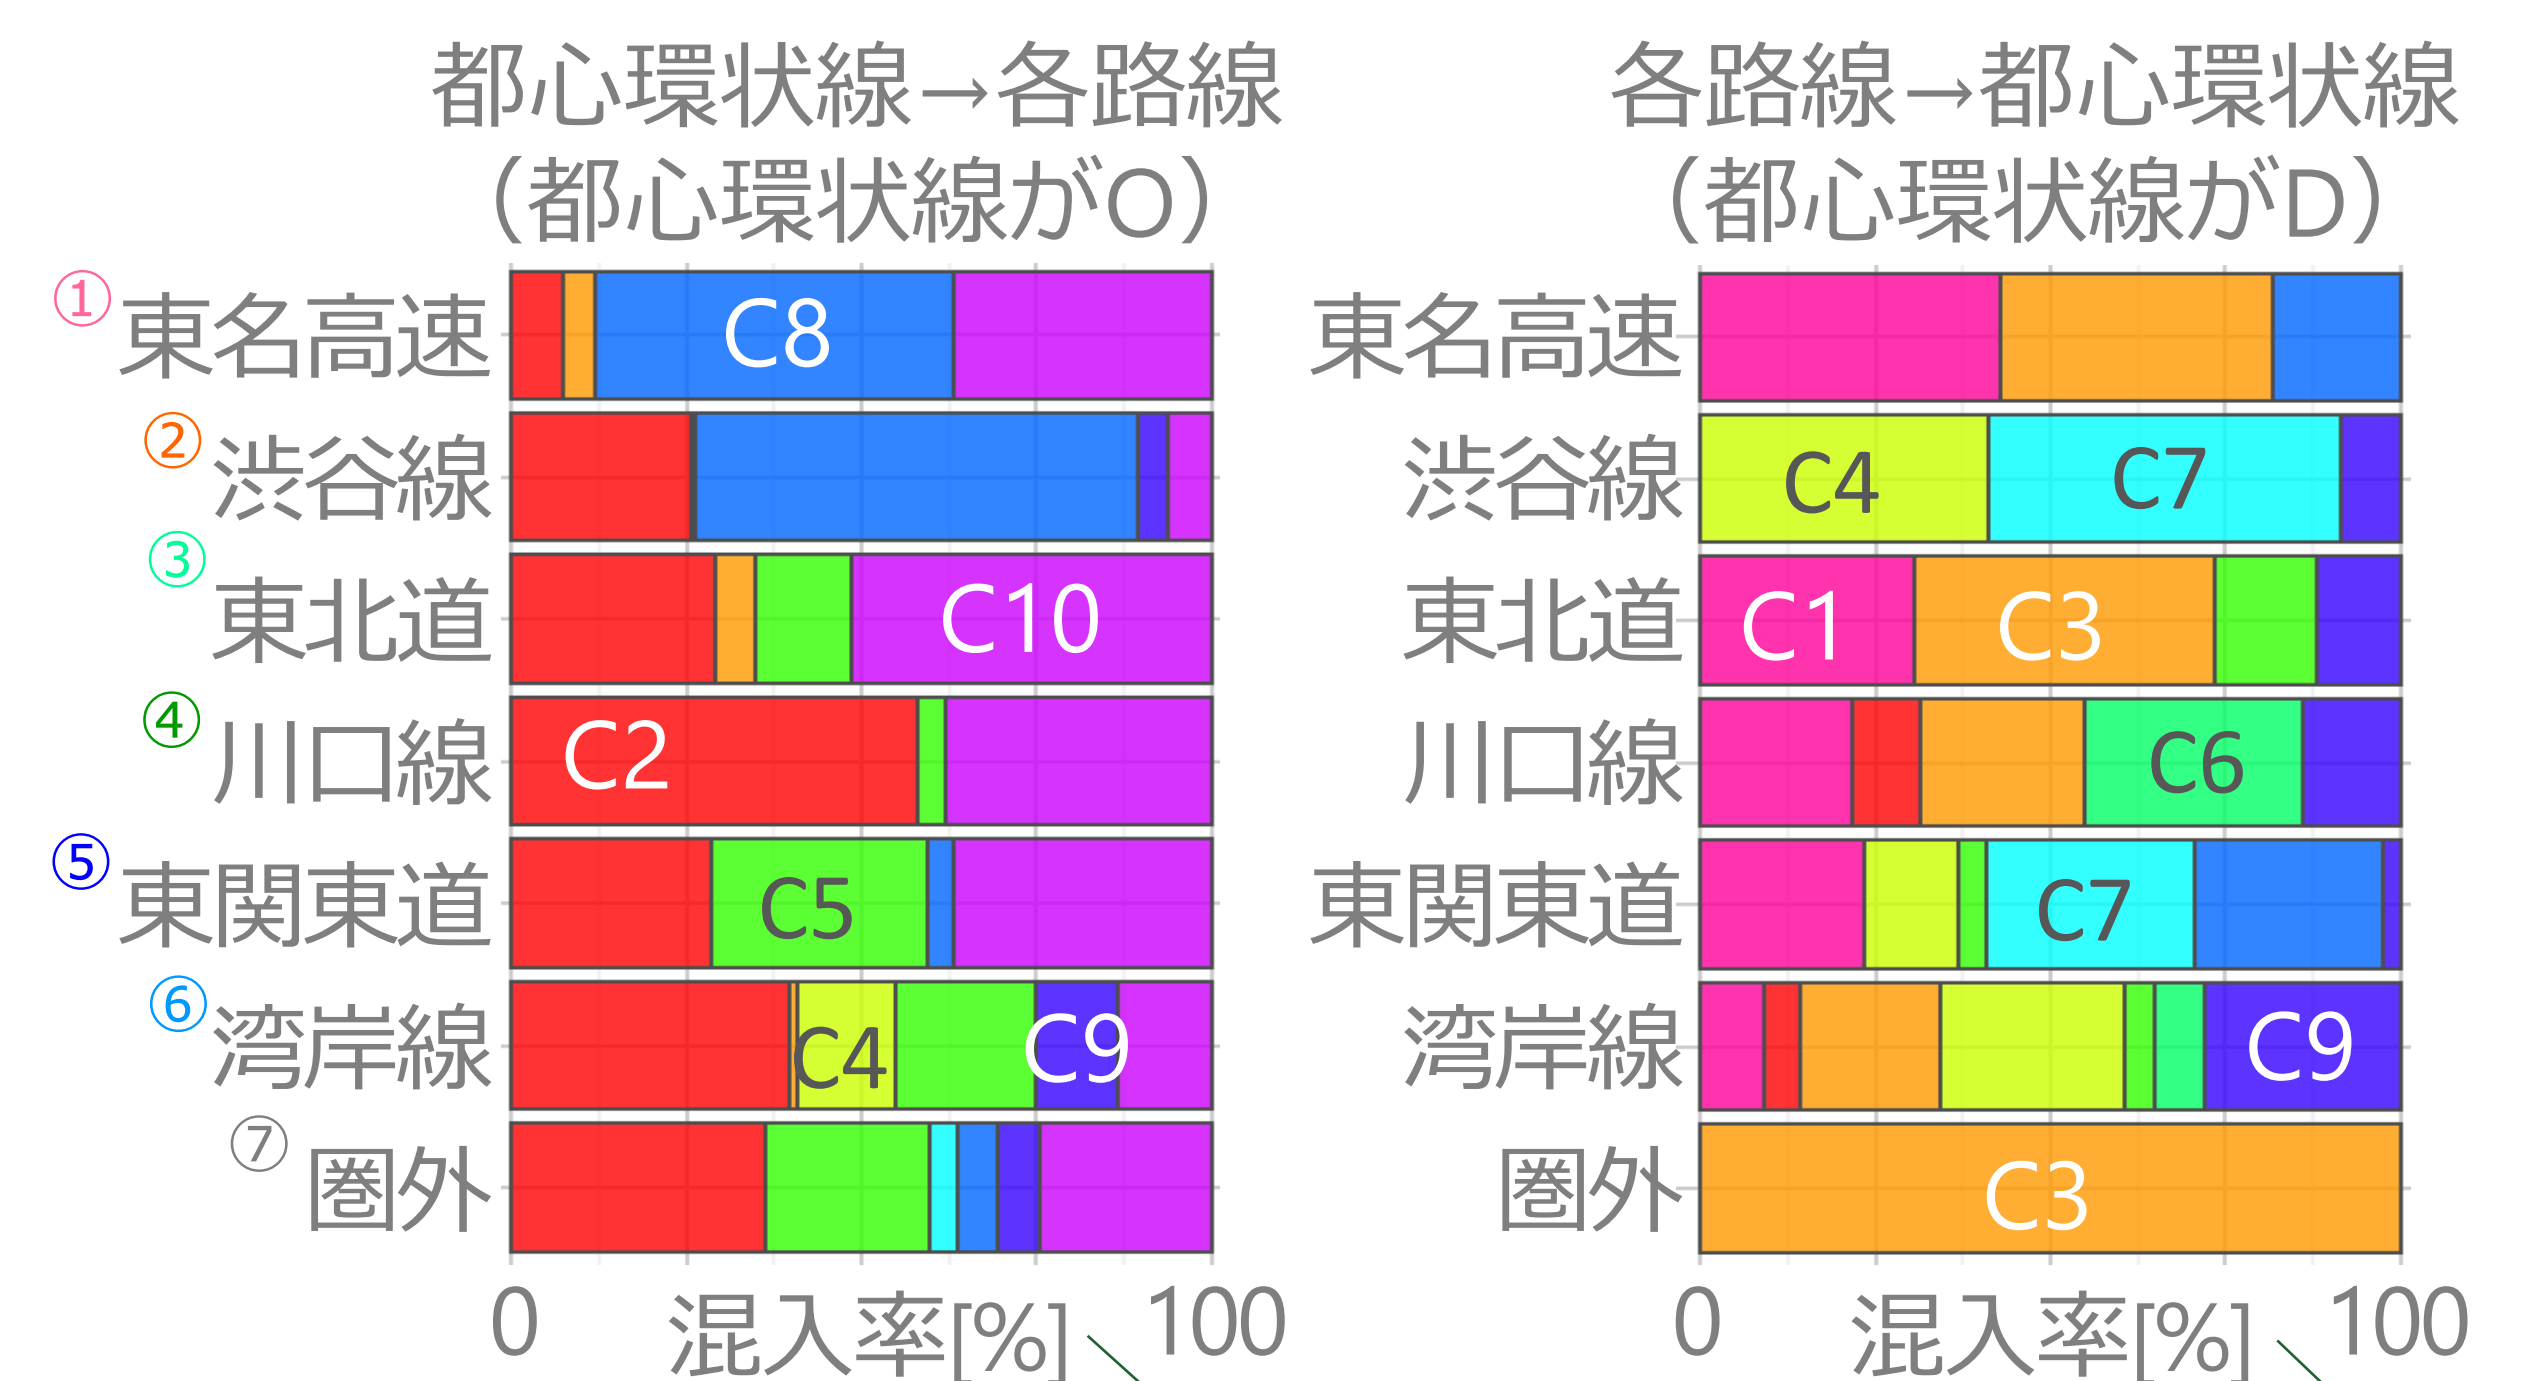 都心環状線→各路線
（都心環状線がO）
①東名高速 C8
②渋谷線
③東北道 C10
④川口線 C2
⑤東関東道 C5
⑥湾岸線 C4 C9
⑦圏外
0 混入率[%] 100
各路線→都心環状線
（都心環状線がD）
東名高速
渋谷線 C4 C7
東北道 C1 C3
川口線 C6
東関東道 C7
湾岸線 C9
圏外 C3
0 混入率[%] 100